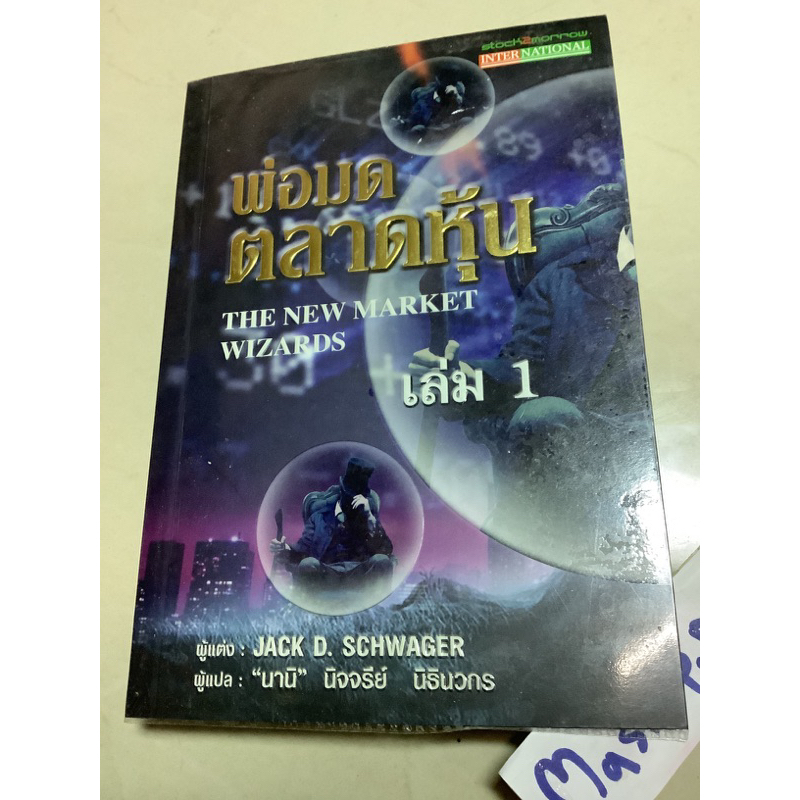 stock2morrow
INTERNATIONAL
พ่อมด
ตลาดหุ้น
THE NEW MARKET
WIZARDS
เล่ม 1
ผู้แต่ง : JACK D. SCHWAGER
ผู้แปล : “นานิ” นิจจรีย์ นิธินวกร